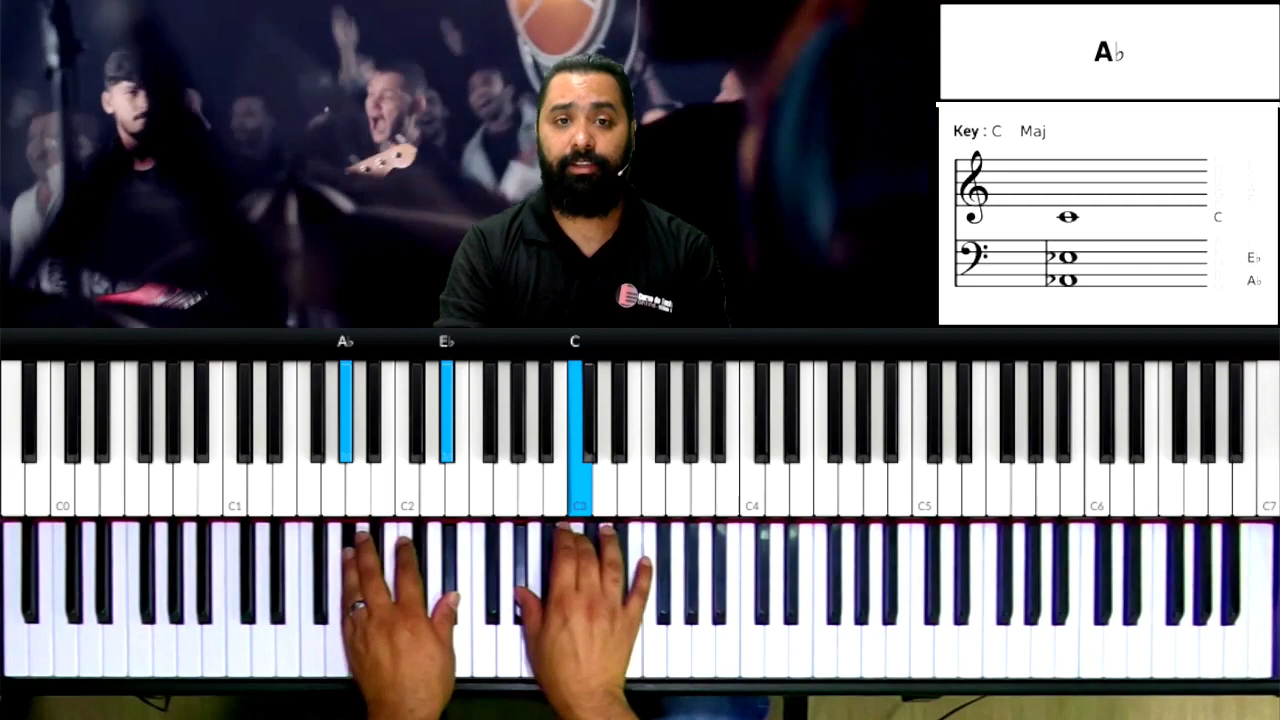 A♭
Key : C Maj
C
E♭
A♭
A♭ E♭ C
C0 C1 C2 C3 C4 C5 C6 C7